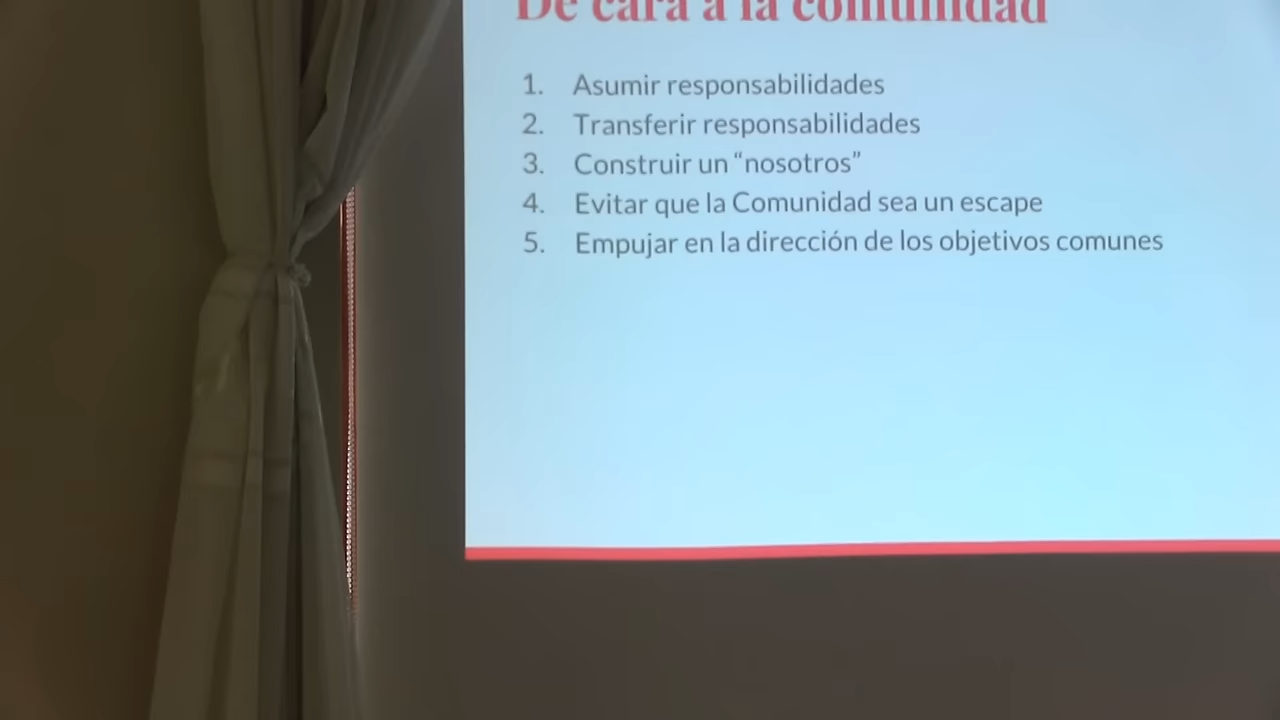 De cara a la comunidad
1. Asumir responsabilidades
2. Transferir responsabilidades
3. Construir un “nosotros”
4. Evitar que la Comunidad sea un escape
5. Empujar en la dirección de los objetivos comunes